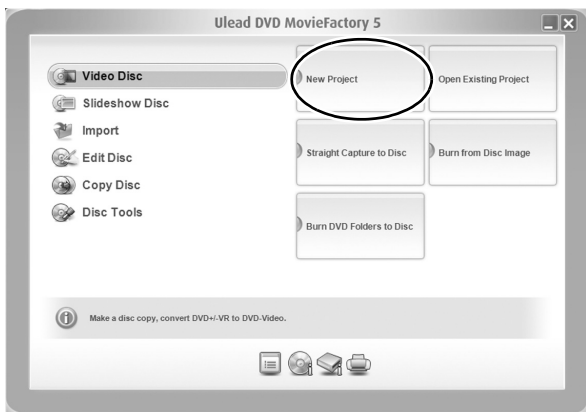 Ulead DVD MovieFactory 5
Video Disc
Slideshow Disc
Import
Edit Disc
Copy Disc
Disc Tools
New Project
Open Existing Project
Straight Capture to Disc
Burn from Disc Image
Burn DVD Folders to Disc
Make a disc copy, convert DVD+/-VR to DVD-Video.